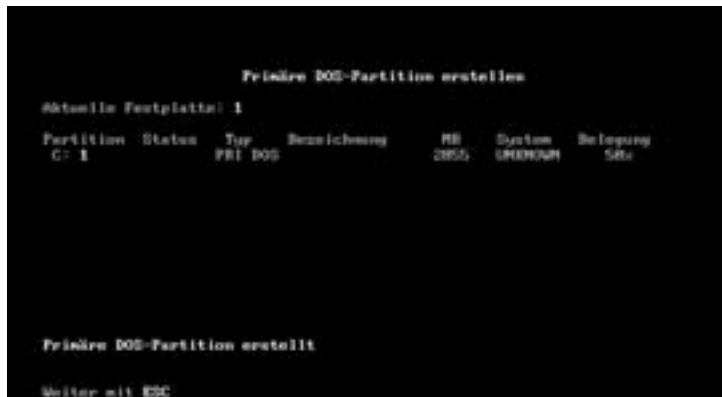 Primäre DOS-Partition erstellen
Aktuelle Festplatte: 1
Partition Status Typ Bezeichnung MB System Belegung
C: 1 PRI DOS 2055 UNKNOWN 50%
Primäre DOS-Partition erstellt
Weiter mit ESC